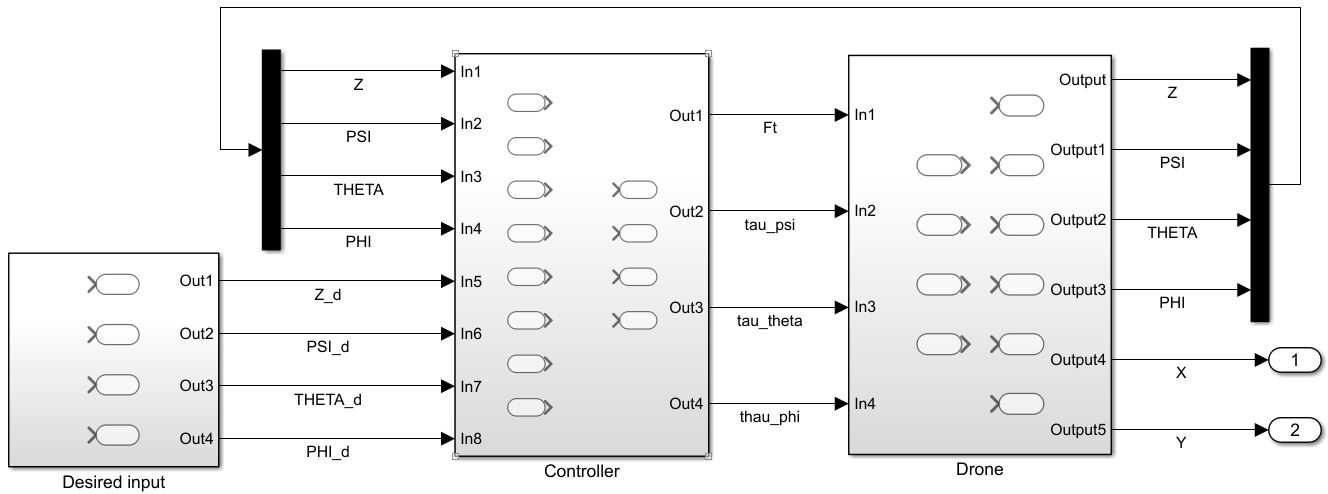 Z
PSI
THETA
PHI
Z_d
PSI_d
THETA_d
PHI_d
Out1
Out2
Out3
Out4
Desired input
In1
In2
In3
In4
In5
In6
In7
In8
Out1
Out2
Out3
Out4
Controller
Ft
tau_psi
tau_theta
thau_phi
In1
In2
In3
In4
Output
Output1
Output2
Output3
Output4
Output5
Drone
Z
PSI
THETA
PHI
X
Y
1
2